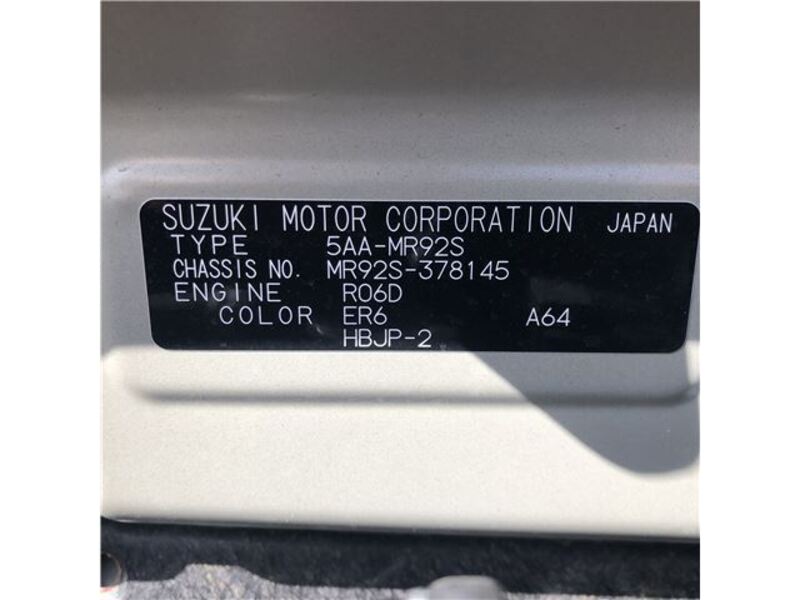 SUZUKI MOTOR CORPORATION JAPAN
TYPE 5AA-MR92S
CHASSIS NO. MR92S-378145
ENGINE R06D
COLOR ER6 A64
HBJP-2